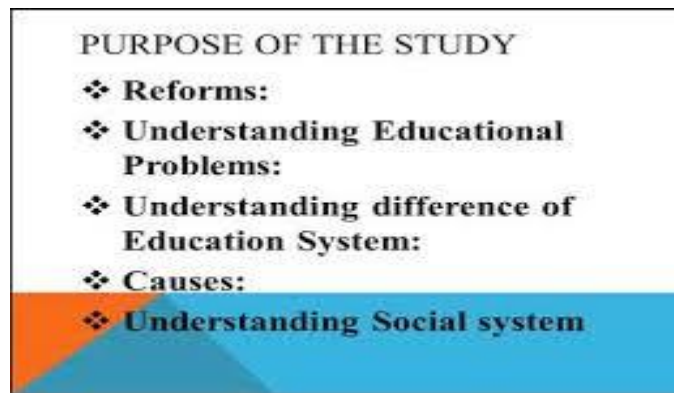 PURPOSE OF THE STUDY
❖ Reforms:
❖ Understanding Educational
Problems:
❖ Understanding difference of
Education System:
❖ Causes:
❖ Understanding Social system